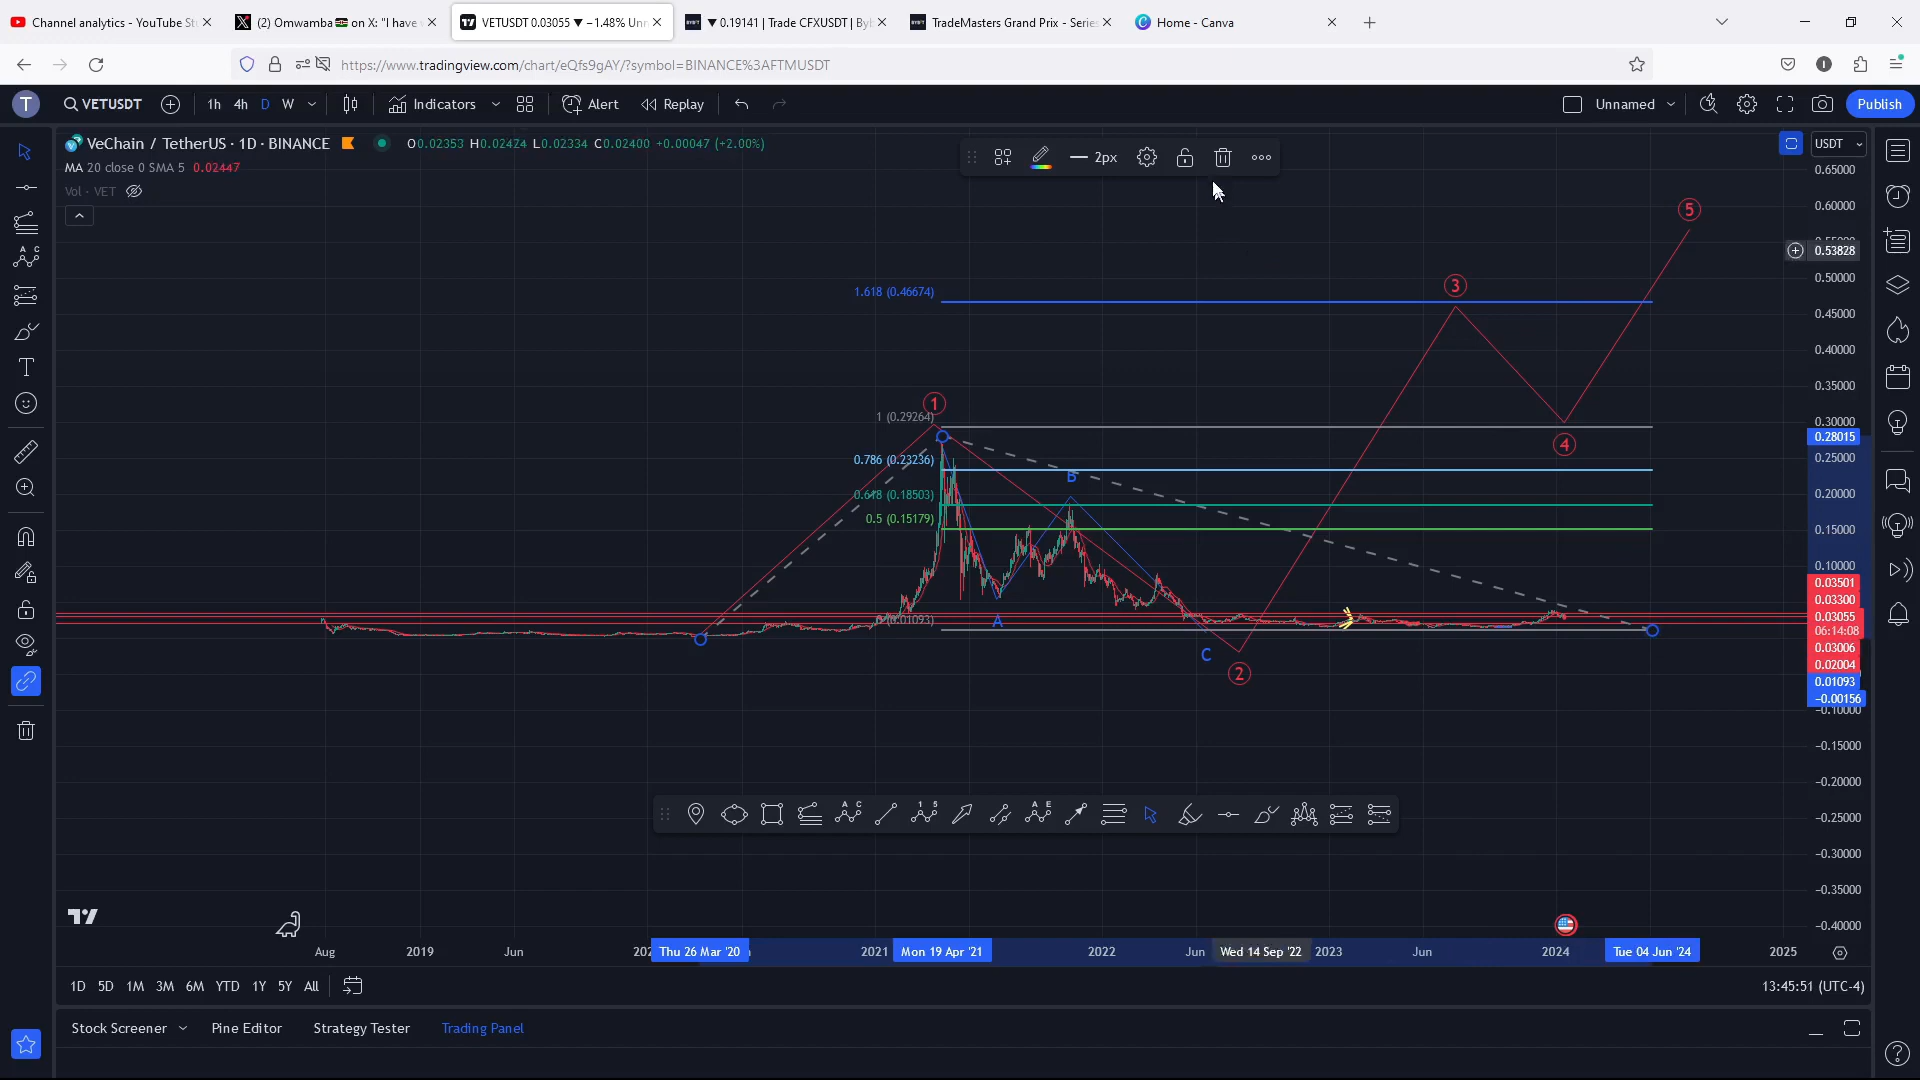 Channel analytics - YouTube St
(2) Omwamba on X: "I have
VETUSDT 0.03055 ▼ −1.48% Unn
▼ 0.19141 | Trade CFXUSDT | Byb
TradeMasters Grand Prix - Series
Home - Canva
https://www.tradingview.com/chart/eQfs9gAY/?symbol=BINANCE%3AFTMUSDT
T
VETUSDT
1h
4h
D
W
Indicators
Alert
Replay
Unnamed
Publish
VeChain / TetherUS · 1D · BINANCE
O0.02353 H0.02424 L0.02334 C0.02400 +0.00047 (+2.00%)
MA 20 close 0 SMA 5 0.02447
Vol · VET
2px
USDT
0.65000
0.60000
0.53828
0.50000
0.45000
0.40000
0.35000
0.30000
0.28015
0.25000
0.20000
0.15000
0.10000
0.03501
0.03300
0.03055
06:14:08
0.03006
0.02004
0.01093
−0.00156
−0.10000
−0.15000
−0.20000
−0.25000
−0.30000
−0.35000
−0.40000
5
1.618 (0.46674)
3
1
1 (0.29264)
4
0.786 (0.23236)
B
0.618 (0.18503)
0.5 (0.15179)
0 (0.01093)
A
C
2
Aug
2019
Jun
Thu 26 Mar '20
2021
Mon 19 Apr '21
2022
Jun
Wed 14 Sep '22
2023
Jun
2024
Tue 04 Jun '24
2025
1D 5D 1M 3M 6M YTD 1Y 5Y All
13:45:51 (UTC-4)
Stock Screener
Pine Editor
Strategy Tester
Trading Panel